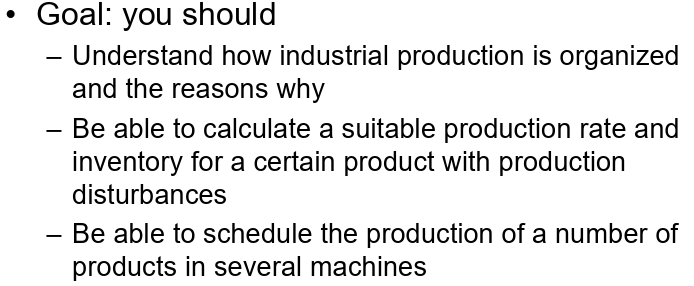 • Goal: you should
– Understand how industrial production is organized
and the reasons why
– Be able to calculate a suitable production rate and
inventory for a certain product with production
disturbances
– Be able to schedule the production of a number of
products in several machines